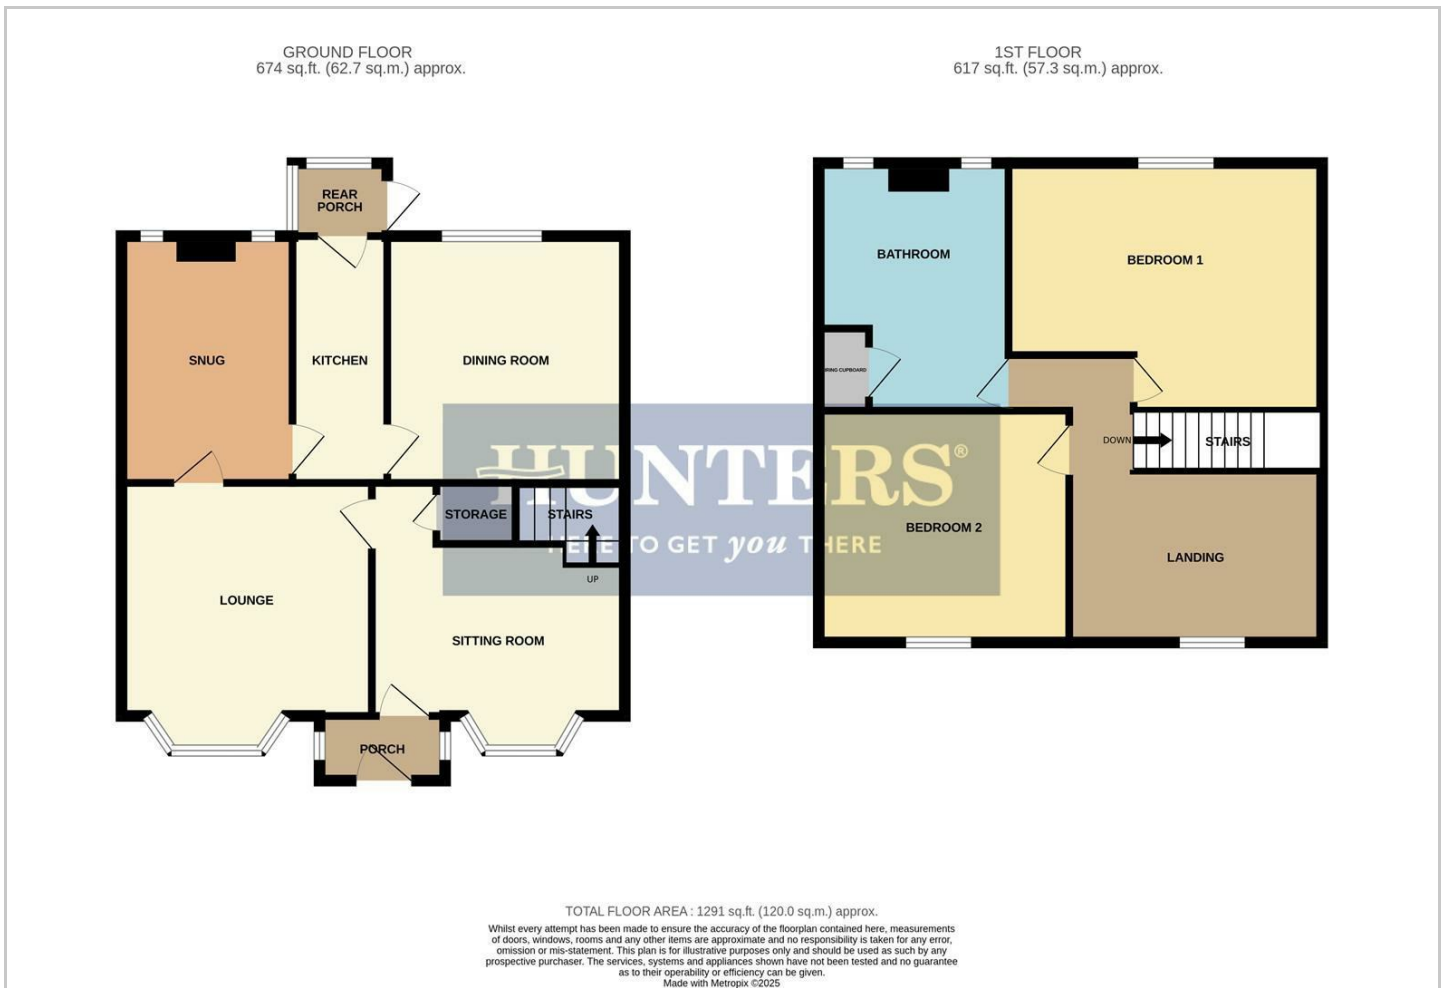 GROUND FLOOR
674 sq.ft. (62.7 sq.m.) approx.
1ST FLOOR
617 sq.ft. (57.3 sq.m.) approx.
REAR
PORCH
SNUG
KITCHEN
DINING ROOM
STORAGE
STAIRS
UP
LOUNGE
SITTING ROOM
PORCH
BATHROOM
BEDROOM 1
CUPBOARD
DOWN
STAIRS
BEDROOM 2
LANDING
HUNTERS®
HERE TO GET you THERE
TOTAL FLOOR AREA : 1291 sq.ft. (120.0 sq.m.) approx.
Whilst every attempt has been made to ensure the accuracy of the floorplan contained here, measurements
of doors, windows, rooms and any other items are approximate and no responsibility is taken for any error,
omission or mis-statement. This plan is for illustrative purposes only and should be used as such by any
prospective purchaser. The services, systems and appliances shown have not been tested and no guarantee
as to their operability or efficiency can be given.
Made with Metropix ©2025